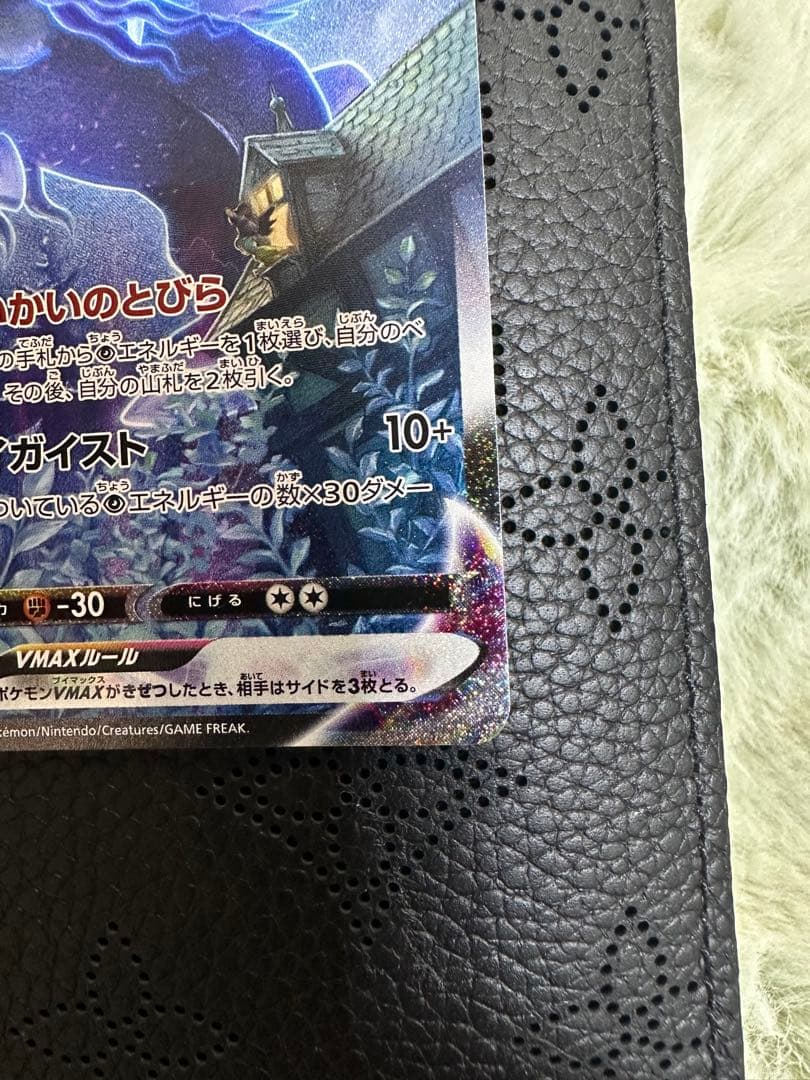 かいのとびら
の手札から エネルギーを1枚選び、自分のベ
その後、自分の山札を2枚引く。
ガイスト 10+
ついている エネルギーの数×30ダメー
力 -30 にげる
VMAXルール
ポケモンVMAXがきぜつしたとき、相手はサイドを3枚とる。
kémon/Nintendo/Creatures/GAME FREAK.